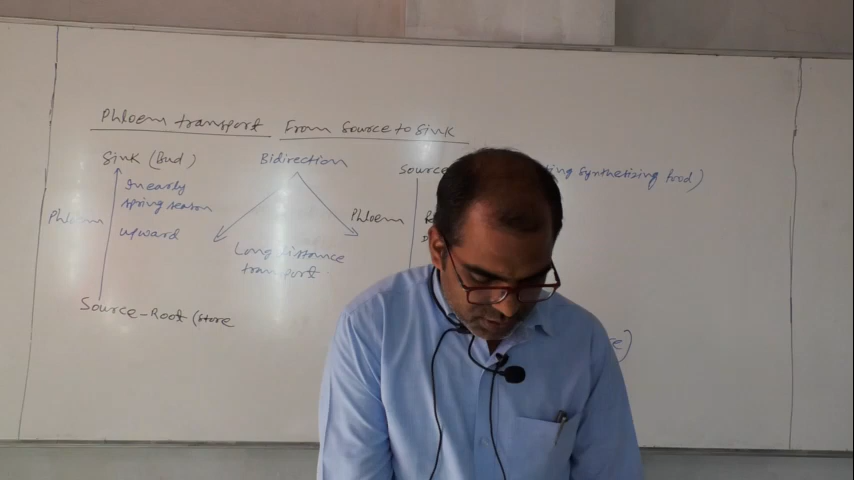 Phloem transport From Source to Sink
Sink (Bud)
In early
spring season
Phloem
upward
Source-Root (store
Bidirection
Long distance
transport
Source
Synthetizing food)
Phloem